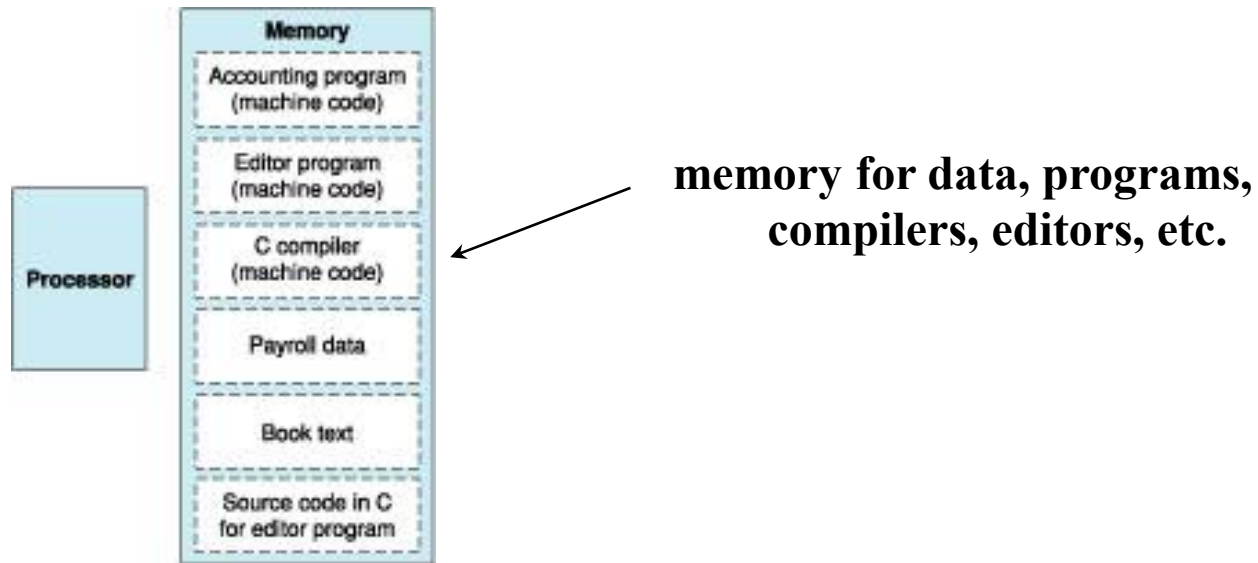 Memory
Accounting program
(machine code)
Editor program
(machine code)
C compiler
(machine code)
Processor
Payroll data
Book text
Source code in C
for editor program
memory for data, programs,
compilers, editors, etc.